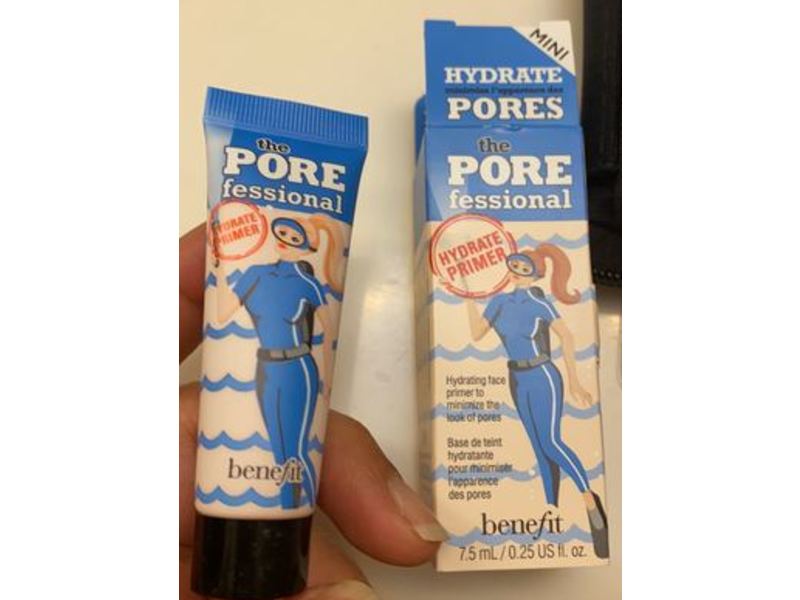 the
PORE
fessional
HYDRATE
PRIMER
benefit
MINI
HYDRATE
minimise l'apparence des
PORES
the
PORE
fessional
HYDRATE
PRIMER
Hydrating face
primer to
minimize the
look of pores
Base de teint
hydratante
pour minimiser
l'apparence
des pores
benefit
7.5 mL / 0.25 US fl. oz.